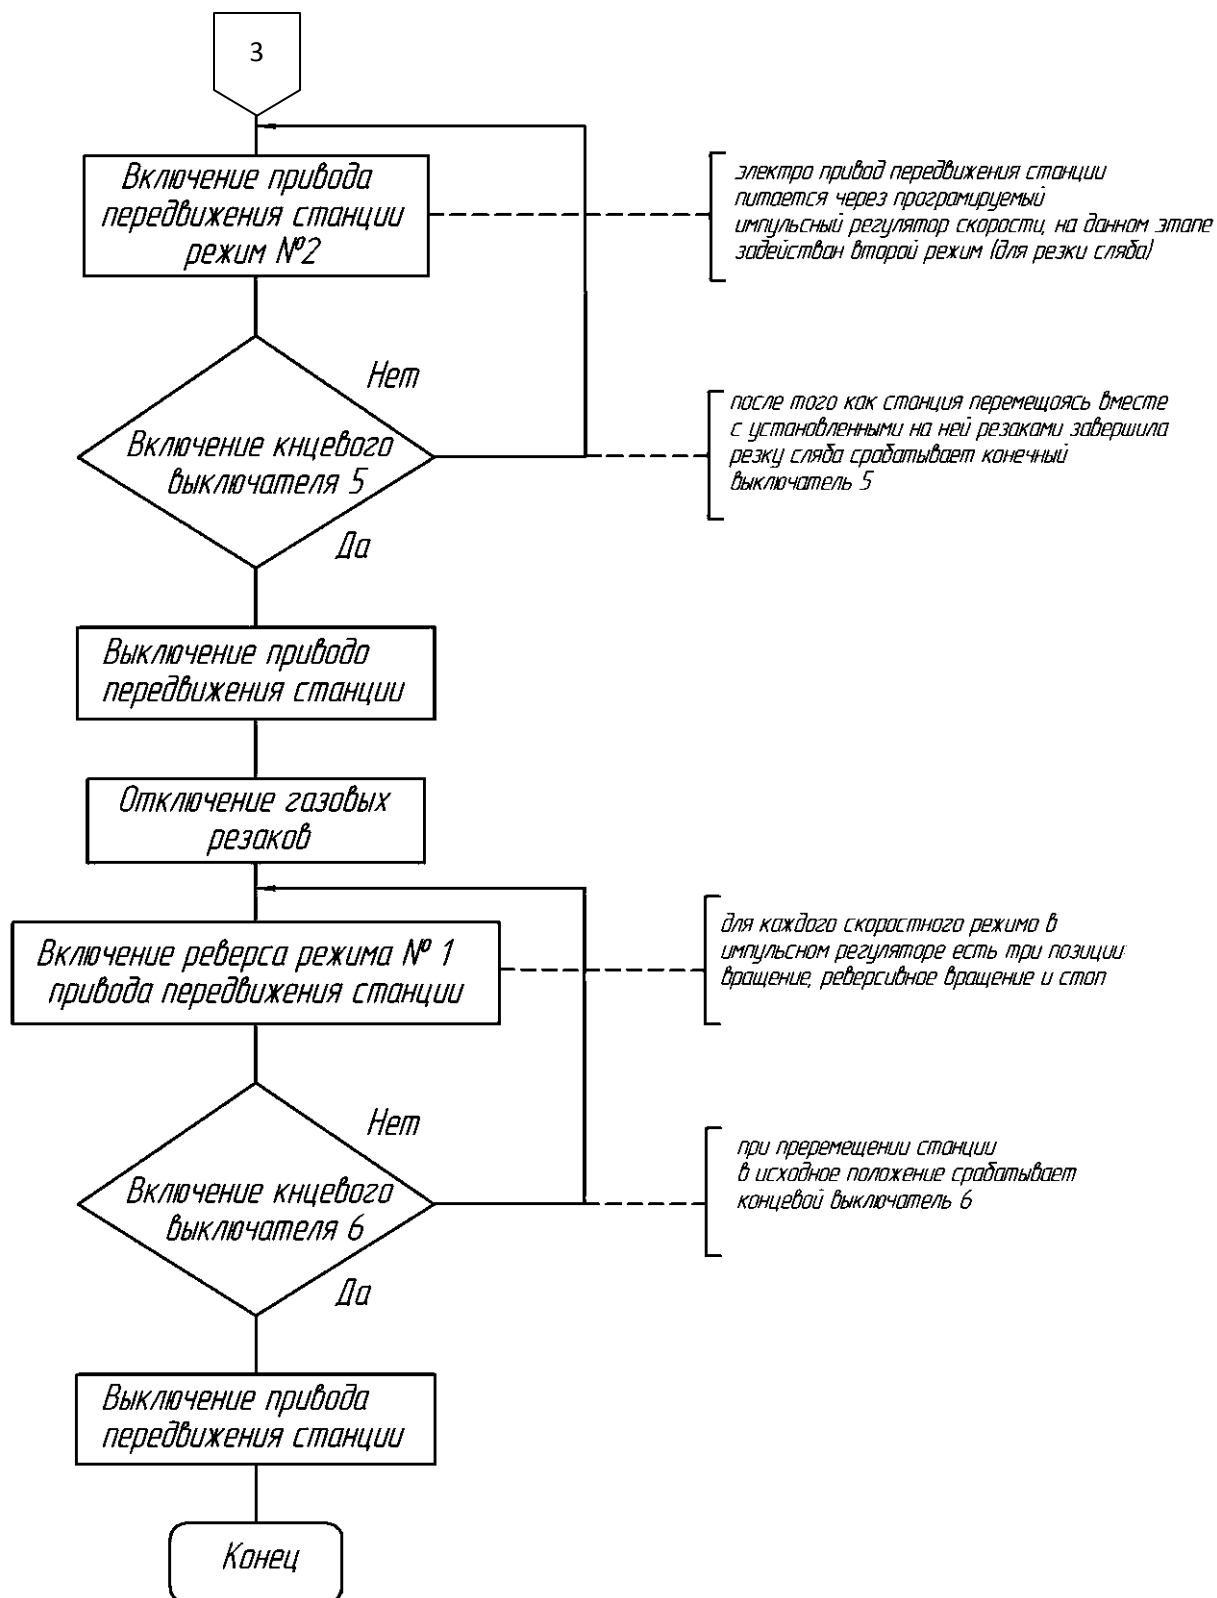 3
Включение привода
передвижения станции
режим №2
электро привод передвижения станции
питается через програмируемый
импульсный регулятор скорости, на данном этапе
задействан второй режим (для резки сляба)
Нет
Включение кнцевого
выключателя 5
после того как станция перемещаясь вместе
с установленными на ней резаками завершила
резку сляба срабатывает конечный
выключатель 5
Да
Выключение привода
передвижения станции
Отключение газовых
резаков
Включение реверса режима № 1
привода передвижения станции
для каждого скоростного режима в
импульсном регуляторе есть три позиции:
вращение, реверсивное вращение и стоп
Нет
Включение кнцевого
выключателя 6
при преремещении станции
в исходное положение срабатывает
концевой выключатель 6
Да
Выключение привода
передвижения станции
Конец